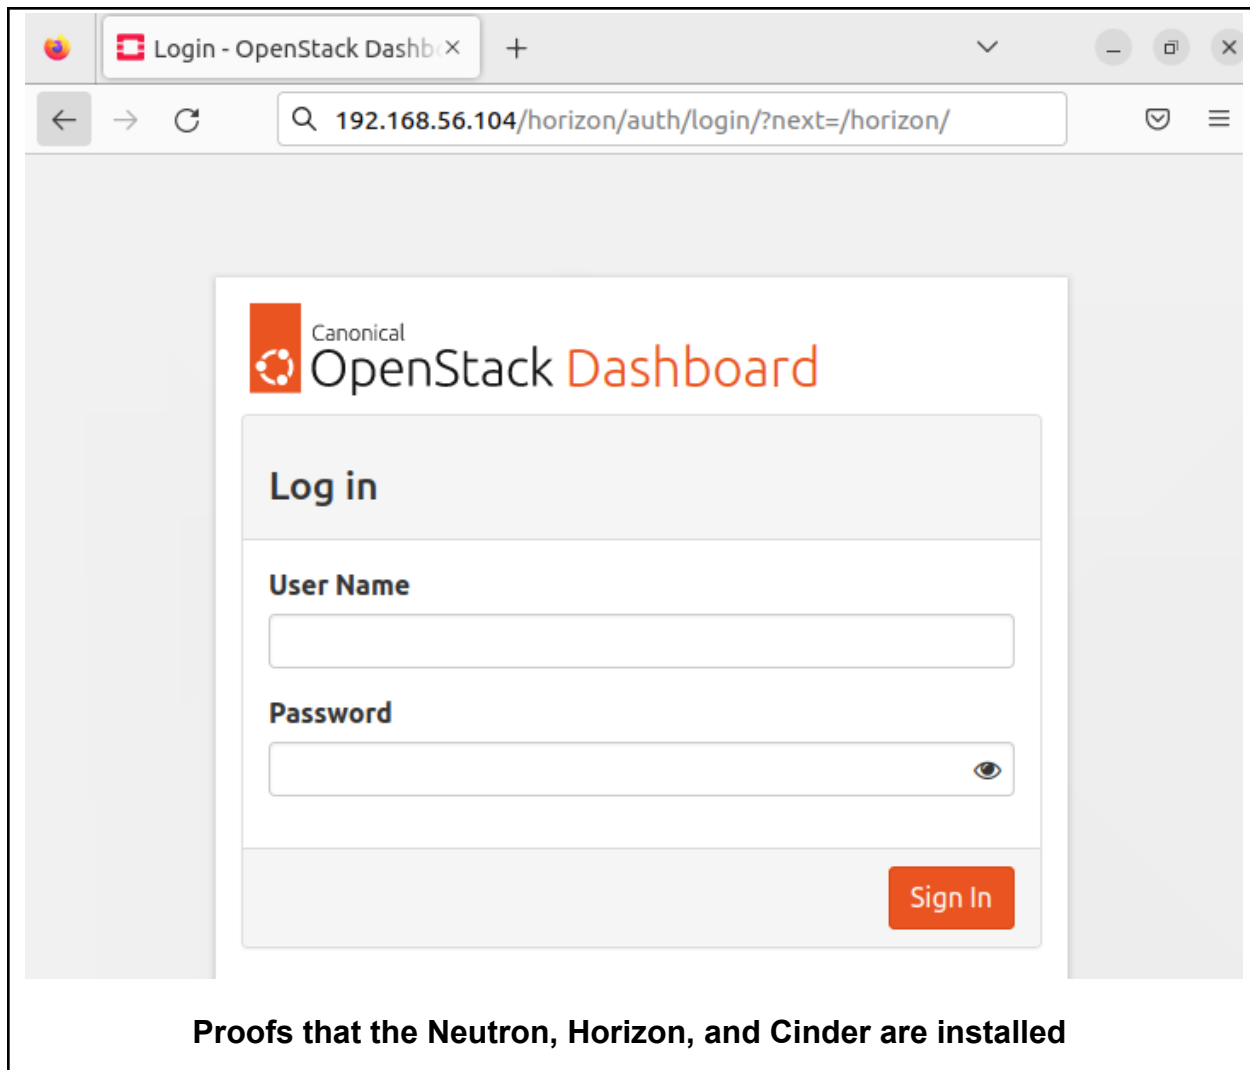 Login - OpenStack Dashbo
192.168.56.104/horizon/auth/login/?next=/horizon/
Canonical
OpenStack Dashboard
Log in
User Name
Password
Sign In
Proofs that the Neutron, Horizon, and Cinder are installed